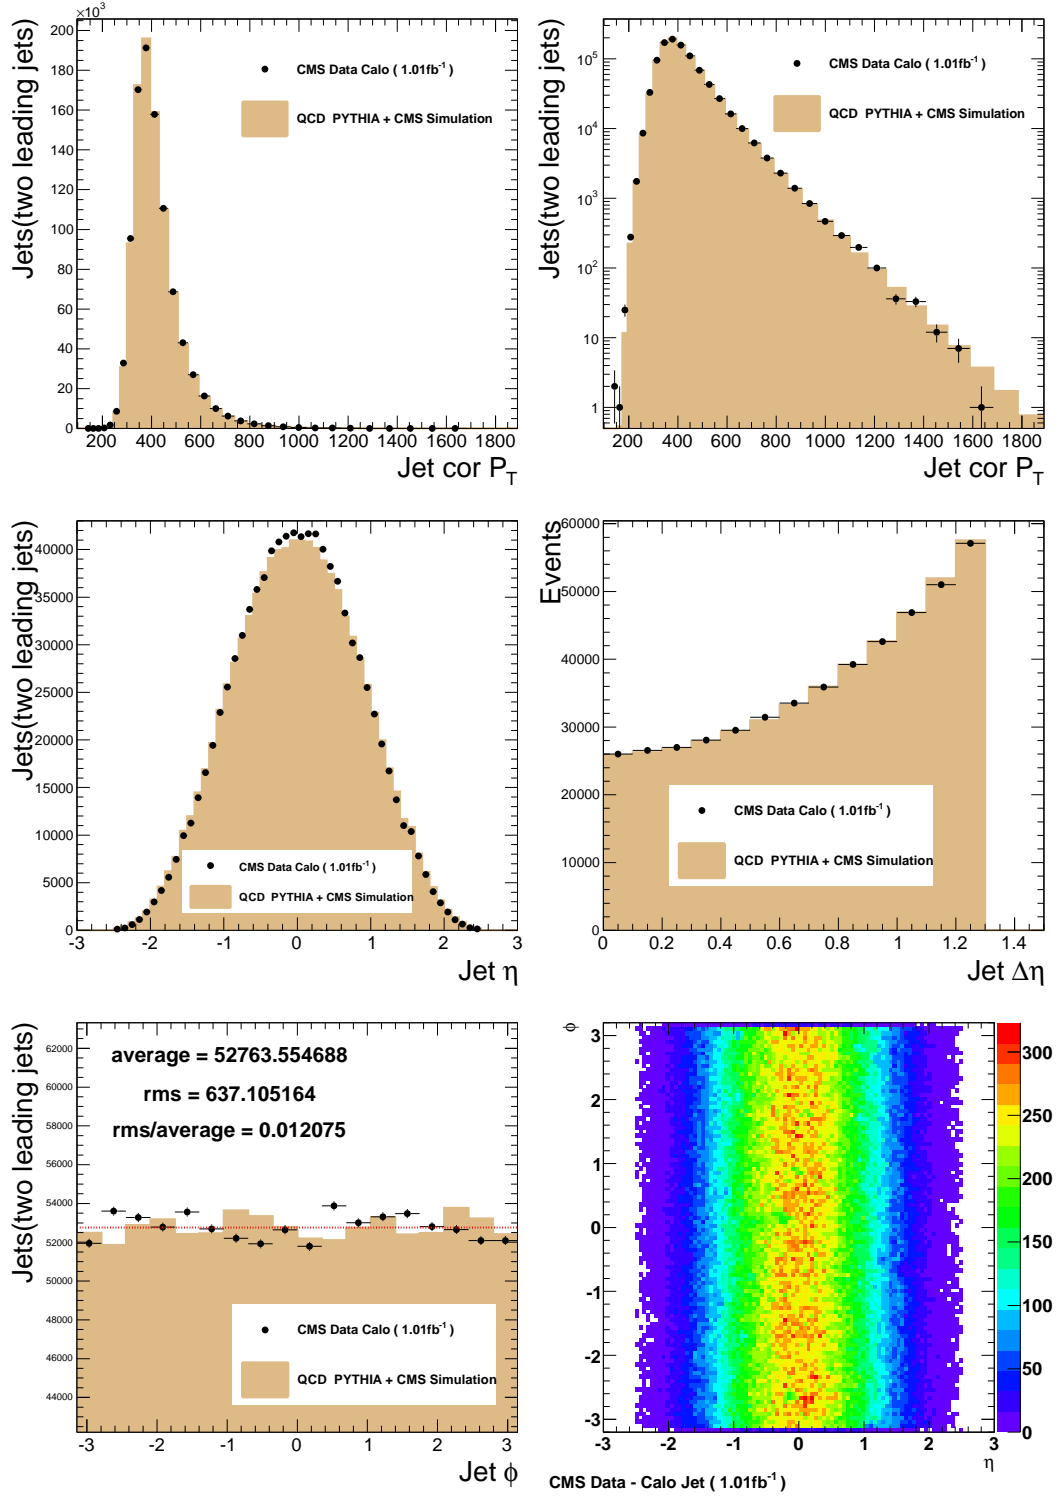 ×10³
200
180
160
140
120
100
80
60
40
20
0
Jets(two leading jets)
CMS Data Calo ( 1.01fb⁻¹ )
QCD PYTHIA + CMS Simulation
200 400 600 800 1000 1200 1400 1600 1800
Jet cor P_T
10⁵
10⁴
10³
10²
10
1
Jets(two leading jets)
CMS Data Calo ( 1.01fb⁻¹ )
QCD PYTHIA + CMS Simulation
200 400 600 800 1000 1200 1400 1600 1800
Jet cor P_T
40000
35000
30000
25000
20000
15000
10000
5000
0
Jets(two leading jets)
CMS Data Calo ( 1.01fb⁻¹ )
QCD PYTHIA + CMS Simulation
-3 -2 -1 0 1 2 3
Jet η
60000
50000
40000
30000
20000
10000
0
Events
CMS Data Calo ( 1.01fb⁻¹ )
QCD PYTHIA + CMS Simulation
0 0.2 0.4 0.6 0.8 1 1.2 1.4
Jet Δη
62000
60000
58000
56000
54000
52000
50000
48000
46000
44000
Jets(two leading jets)
average = 52763.554688
rms = 637.105164
rms/average = 0.012075
CMS Data Calo ( 1.01fb⁻¹ )
QCD PYTHIA + CMS Simulation
-3 -2 -1 0 1 2 3
Jet ϕ
ϕ
3
2
1
0
-1
-2
-3
-3 -2 -1 0 1 2 3
η
300
250
200
150
100
50
0
CMS Data - Calo Jet ( 1.01fb⁻¹ )